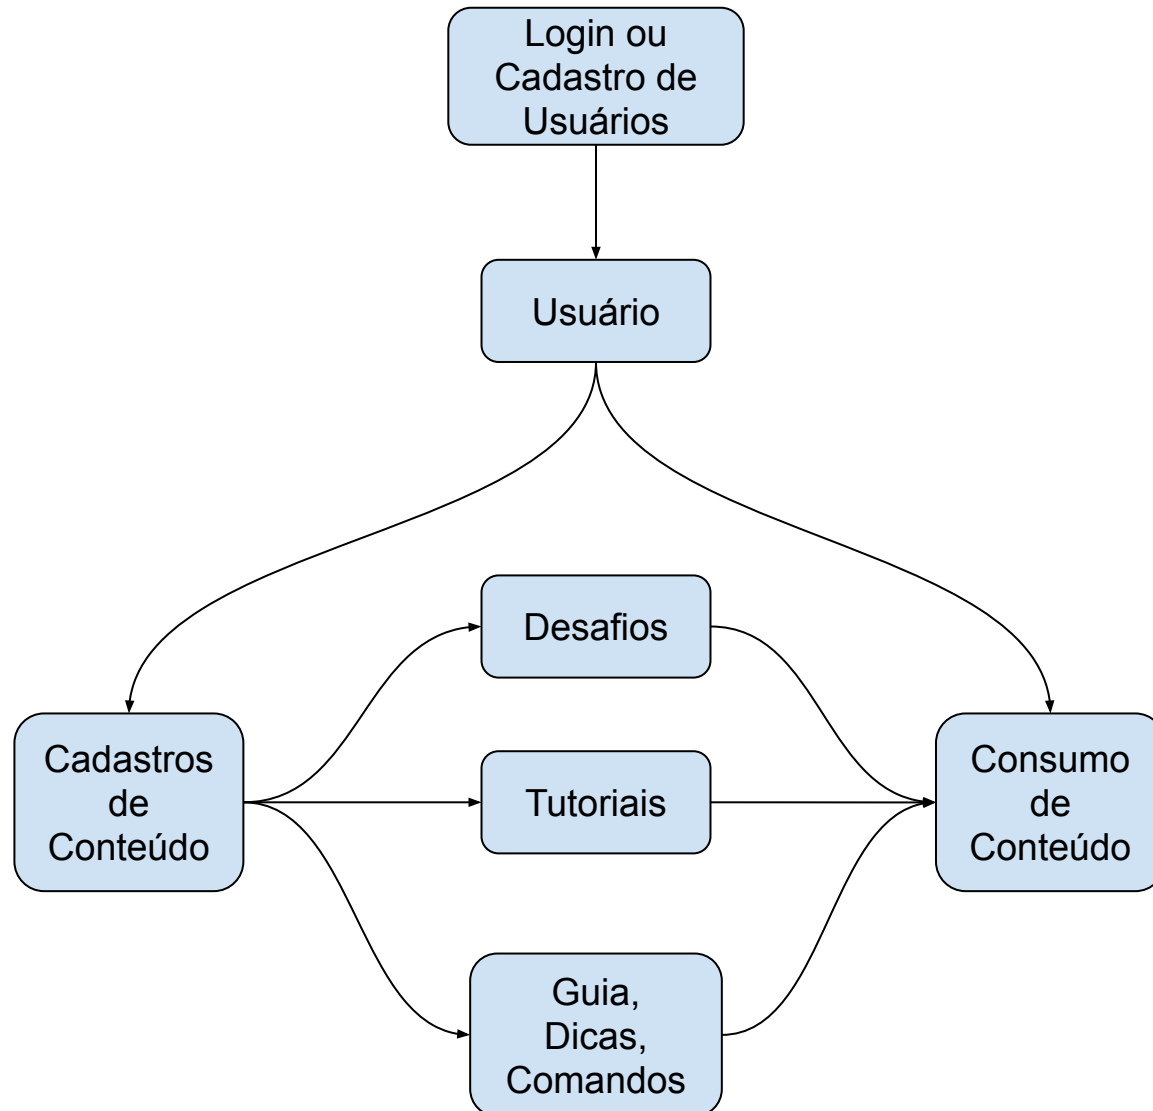 Login ou
Cadastro de
Usuários
Usuário
Desafios
Cadastros
de
Conteúdo
Tutoriais
Consumo
de
Conteúdo
Guia,
Dicas,
Comandos